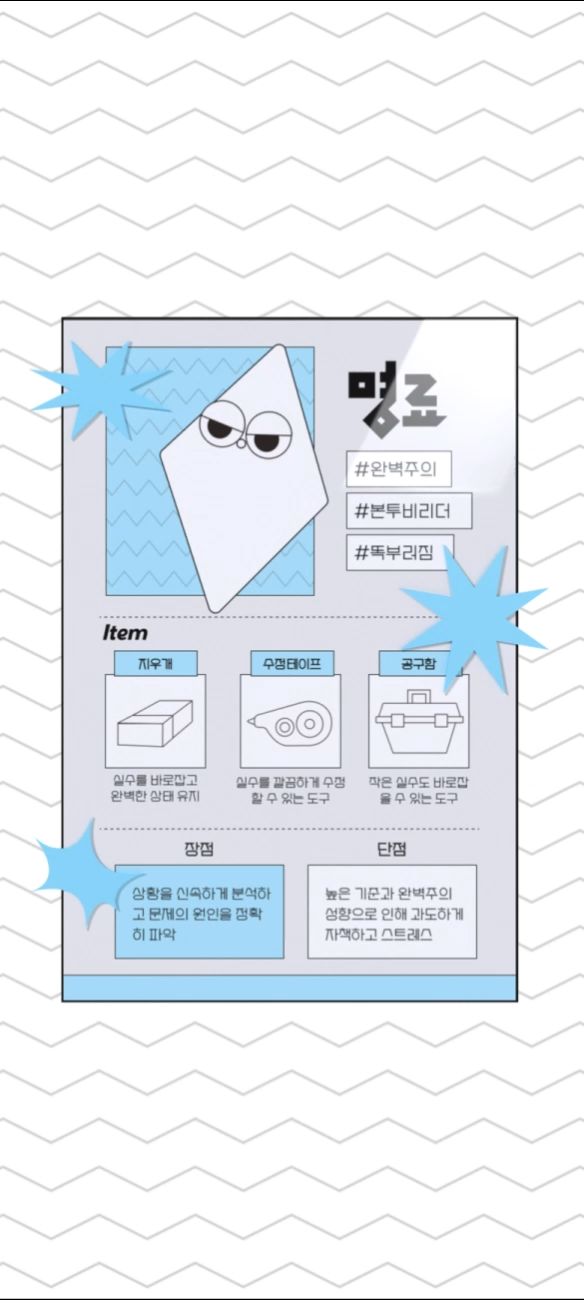 명료
#완벽주의
#본투비리더
#똑부러짐
Item
지우개
수정테이프
공구함
실수를 바로잡고
완벽한 상태 유지
실수를 깔끔하게 수정
할 수 있는 도구
작은 실수도 바로잡
을 수 있는 도구
장점
단점
상황을 신속하게 분석하
고 문제의 원인을 정확
히 파악
높은 기준과 완벽주의
성향으로 인해 과도하게
자책하고 스트레스